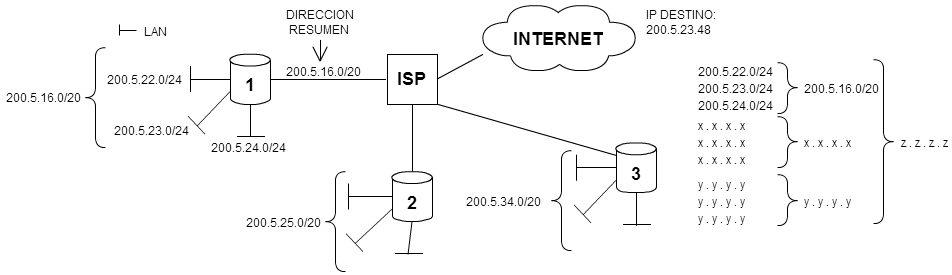 DIRECCION
RESUMEN
IP DESTINO:
200.5.23.48
LAN
INTERNET
200.5.16.0/20
200.5.22.0/24
1
200.5.16.0/20
ISP
200.5.23.0/24
200.5.24.0/24
200.5.22.0/24
200.5.23.0/24
200.5.24.0/24
200.5.16.0/20
x . x . x . x
x . x . x . x
x . x . x . x
x . x . x . x
z . z . z . z
y . y . y . y
y . y . y . y
y . y . y . y
y . y . y . y
200.5.25.0/20
2
200.5.34.0/20
3